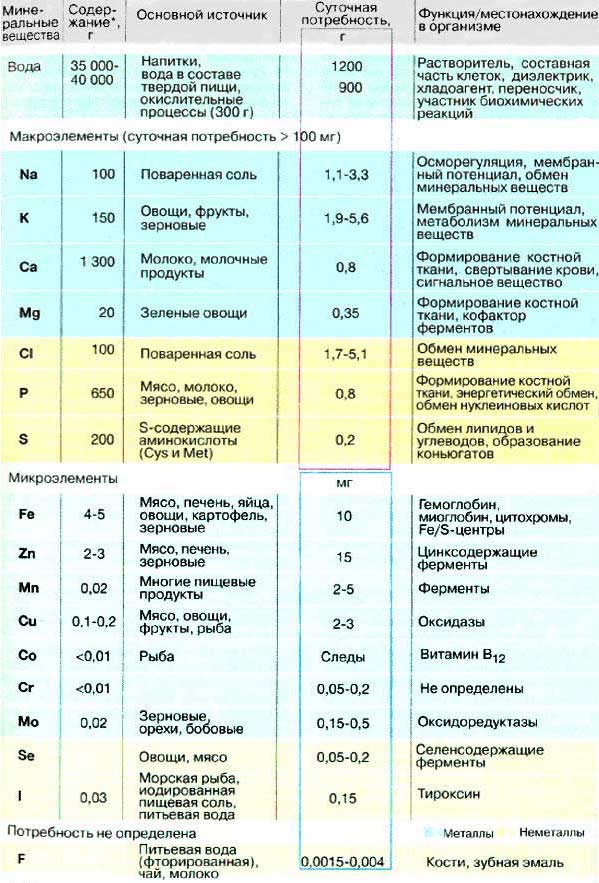 Мине-
ральные
вещества
Содер-
жание*,
г
Основной источник
Суточная
потребность,
г
Функция/местонахождение
в организме
Вода
35 000-
40 000
Напитки,
вода в составе
твердой пищи,
окислительные
процессы (300 г)
1200
900
Растворитель, составная
часть клеток, диэлектрик,
хладоагент, переносчик,
участник биохимических
реакций
Макроэлементы (суточная потребность > 100 мг)
Na
100
Поваренная соль
1,1-3,3
Осморегуляция, мембран-
ный потенциал, обмен
минеральных веществ
K
150
Овощи, фрукты,
зерновые
1,9-5,6
Мембранный потенциал,
метаболизм минеральных
веществ
Ca
1 300
Молоко, молочные
продукты
0,8
Формирование костной
ткани, свертывание крови,
сигнальное вещество
Mg
20
Зеленые овощи
0,35
Формирование костной
ткани, кофактор
ферментов
Cl
100
Поваренная соль
1,7-5,1
Обмен минеральных
веществ
P
650
Мясо, молоко,
зерновые, овощи
0,8
Формирование костной
ткани, энергетический обмен,
обмен нуклеиновых кислот
S
200
S-содержащие
аминокислоты
(Cys и Met)
0,2
Обмен липидов и
углеводов, образование
коньюгатов
Микроэлементы
мг
Fe
4-5
Мясо, печень, яйца,
овощи, картофель,
зерновые
10
Гемоглобин,
миоглобин, цитохромы,
Fe/S-центры
Zn
2-3
Мясо, печень,
зерновые
15
Цинксодержащие
ферменты
Mn
0,02
Многие пищевые
продукты
2-5
Ферменты
Cu
0,1-0,2
Мясо, овощи,
фрукты, рыба
2-3
Оксидазы
Co
<0,01
Рыба
Следы
Витамин B12
Cr
<0,01
0,05-0,2
Не определены
Mo
0,02
Зерновые,
орехи, бобовые
0,15-0,5
Оксидоредуктазы
Se
Овощи, мясо
0,05-0,2
Селенсодержащие
ферменты
I
0,03
Морская рыба,
иодированная
пищевая соль,
питьевая вода
0,15
Тироксин
Потребность не определена
Металлы
Неметаллы
F
Питьевая вода
(фторированная),
чай, молоко
0,0015-0,004
Кости, зубная эмаль